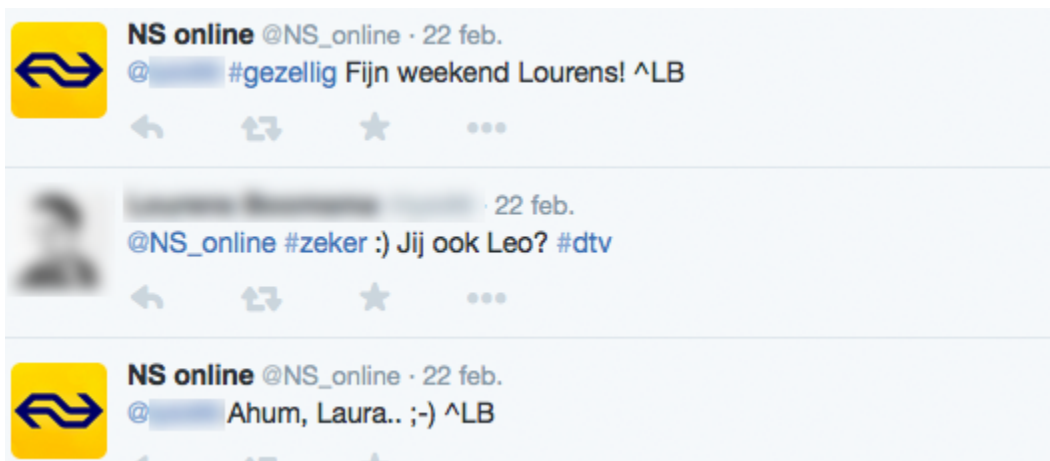 NS online @NS_online · 22 feb.
@ #gezellig Fijn weekend Lourens! ^LB
· 22 feb.
@NS_online #zeker :) Jij ook Leo? #dtv
NS online @NS_online · 22 feb.
@ Ahum, Laura.. ;-) ^LB